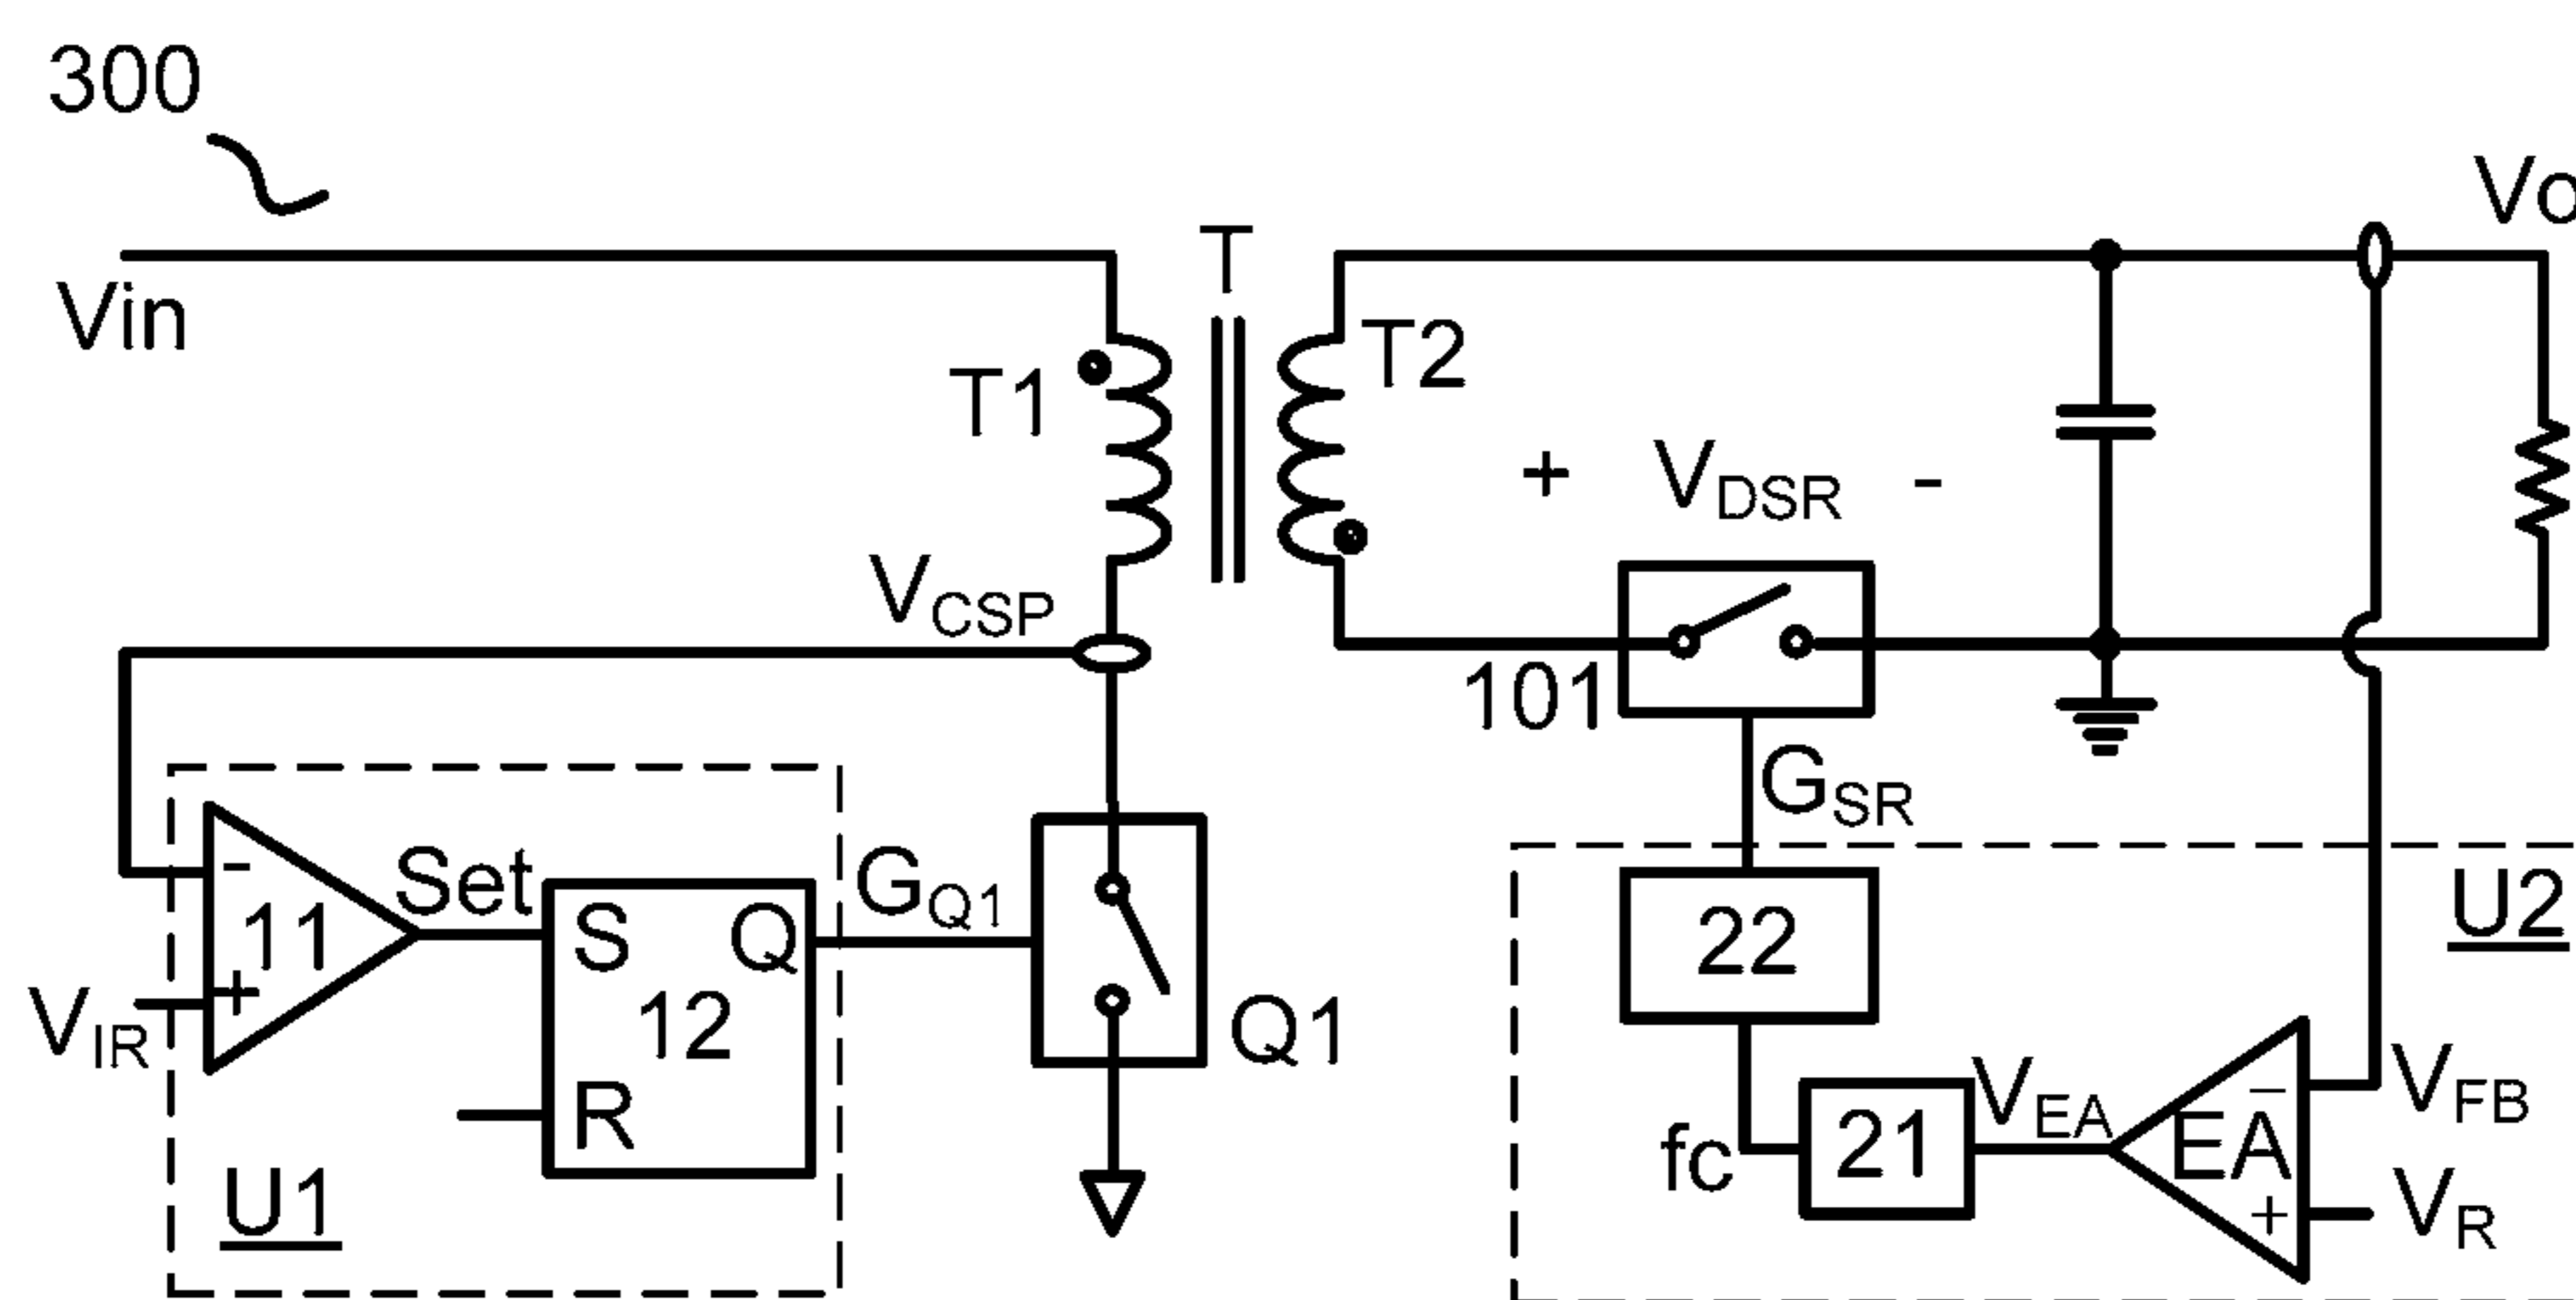 300
Vo
Vin
T
T1
T2
+ VDSR -
VCSP
101
GSR
-
11
+
Set
S
Q
12
R
GQ1
VIR
U1
Q1
22
U2
fc
21
VEA
EA
–
+
VFB
VR